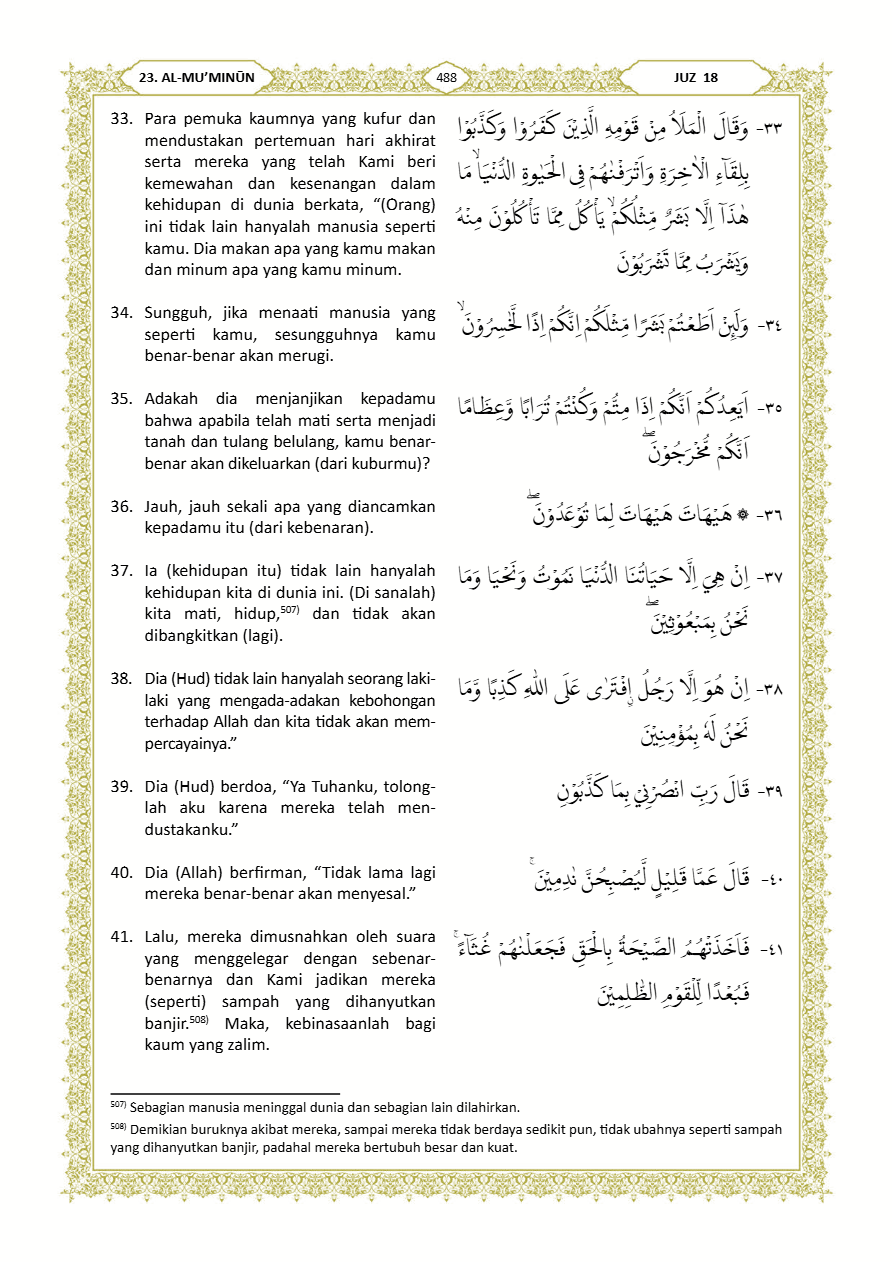 23. AL-MU’MINŪN
488
JUZ 18
33. Para pemuka kaumnya yang kufur dan
mendustakan pertemuan hari akhirat
serta mereka yang telah Kami beri
kemewahan dan kesenangan dalam
kehidupan di dunia berkata, “(Orang)
ini tidak lain hanyalah manusia seperti
kamu. Dia makan apa yang kamu makan
dan minum apa yang kamu minum.
٣٣- وَقَالَ الْمَلَاُ مِنْ قَوْمِهِ الَّذِيْنَ كَفَرُوْا وَكَذَّبُوْا
بِلِقَاۤءِ الْاٰخِرَةِ وَاَتْرَفْنٰهُمْ فِى الْحَيٰوةِ الدُّنْيَاۙ مَا
هٰذَآ اِلَّا بَشَرٌ مِّثْلُكُمْۙ يَأْكُلُ مِمَّا تَأْكُلُوْنَ مِنْهُ
وَيَشْرَبُ مِمَّا تَشْرَبُوْنَ
34. Sungguh, jika menaati manusia yang
seperti kamu, sesungguhnya kamu
benar-benar akan merugi.
٣٤- وَلَىِٕنْ اَطَعْتُمْ بَشَرًا مِّثْلَكُمْ اِنَّكُمْ اِذًا لَّخٰسِرُوْنَۙ
35. Adakah dia menjanjikan kepadamu
bahwa apabila telah mati serta menjadi
tanah dan tulang belulang, kamu benar-
benar akan dikeluarkan (dari kuburmu)?
٣٥- اَيَعِدُكُمْ اَنَّكُمْ اِذَا مِتُّمْ وَكُنْتُمْ تُرَابًا وَّعِظَامًا
اَنَّكُمْ مُّخْرَجُوْنَۖ
36. Jauh, jauh sekali apa yang diancamkan
kepadamu itu (dari kebenaran).
٣٦- ۞ هَيْهَاتَ هَيْهَاتَ لِمَا تُوْعَدُوْنَۖ
37. Ia (kehidupan itu) tidak lain hanyalah
kehidupan kita di dunia ini. (Di sanalah)
kita mati, hidup,507) dan tidak akan
dibangkitkan (lagi).
٣٧- اِنْ هِيَ اِلَّا حَيَاتُنَا الدُّنْيَا نَمُوْتُ وَنَحْيَا وَمَا
نَحْنُ بِمَبْعُوْثِيْنَۖ
38. Dia (Hud) tidak lain hanyalah seorang laki-
laki yang mengada-adakan kebohongan
terhadap Allah dan kita tidak akan mem-
percayainya.”
٣٨- اِنْ هُوَ اِلَّا رَجُلُ ۨافْتَرٰى عَلَى اللّٰهِ كَذِبًا وَّمَا
نَحْنُ لَهٗ بِمُؤْمِنِيْنَ
39. Dia (Hud) berdoa, “Ya Tuhanku, tolong-
lah aku karena mereka telah men-
dustakanku.”
٣٩- قَالَ رَبِّ انْصُرْنِيْ بِمَا كَذَّبُوْنِ
40. Dia (Allah) berfirman, “Tidak lama lagi
mereka benar-benar akan menyesal.”
٤٠- قَالَ عَمَّا قَلِيْلٍ لَّيُصْبِحُنَّ نٰدِمِيْنَۚ
41. Lalu, mereka dimusnahkan oleh suara
yang menggelegar dengan sebenar-
benarnya dan Kami jadikan mereka
(seperti) sampah yang dihanyutkan
banjir.508) Maka, kebinasaanlah bagi
kaum yang zalim.
٤١- فَاَخَذَتْهُمُ الصَّيْحَةُ بِالْحَقِّ فَجَعَلْنٰهُمْ غُثَاۤءًۚ
فَبُعْدًا لِّلْقَوْمِ الظّٰلِمِيْنَ
507) Sebagian manusia meninggal dunia dan sebagian lain dilahirkan.
508) Demikian buruknya akibat mereka, sampai mereka tidak berdaya sedikit pun, tidak ubahnya seperti sampah
yang dihanyutkan banjir, padahal mereka bertubuh besar dan kuat.